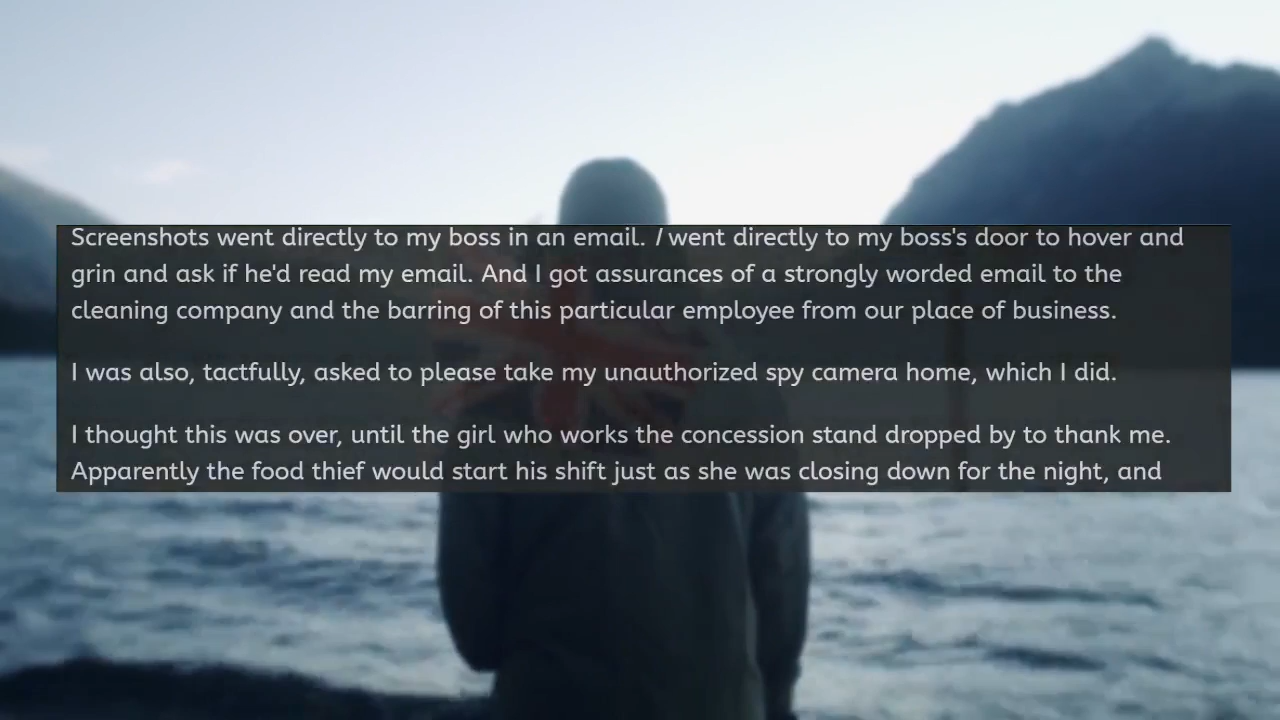 Screenshots went directly to my boss in an email. I went directly to my boss's door to hover and
grin and ask if he'd read my email. And I got assurances of a strongly worded email to the
cleaning company and the barring of this particular employee from our place of business.
I was also, tactfully, asked to please take my unauthorized spy camera home, which I did.
I thought this was over, until the girl who works the concession stand dropped by to thank me.
Apparently the food thief would start his shift just as she was closing down for the night, and